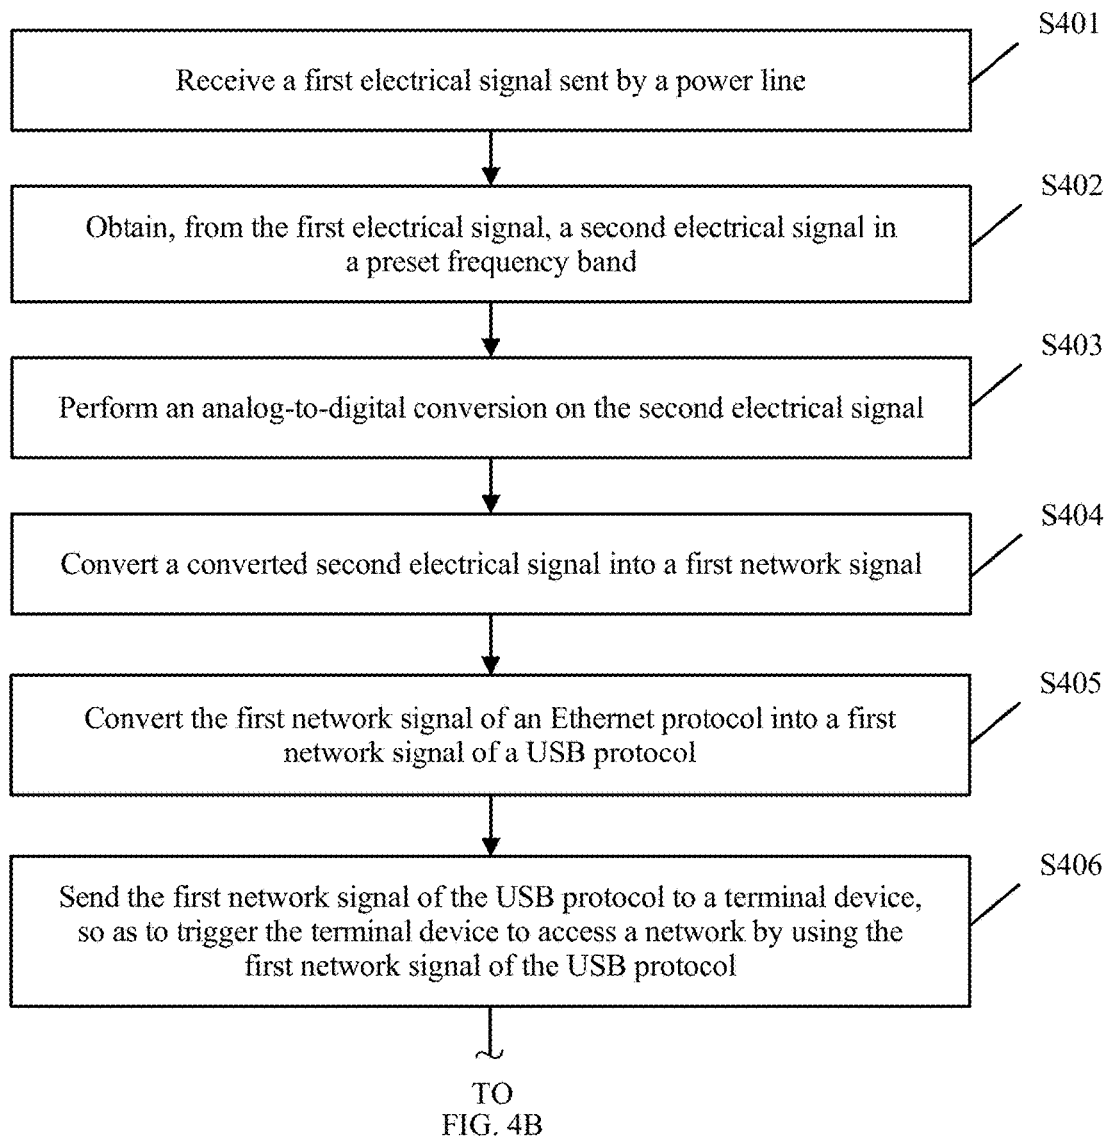 S401
Receive a first electrical signal sent by a power line
S402
Obtain, from the first electrical signal, a second electrical signal in
a preset frequency band
S403
Perform an analog-to-digital conversion on the second electrical signal
S404
Convert a converted second electrical signal into a first network signal
S405
Convert the first network signal of an Ethernet protocol into a first
network signal of a USB protocol
S406
Send the first network signal of the USB protocol to a terminal device,
so as to trigger the terminal device to access a network by using the
first network signal of the USB protocol
TO
FIG. 4B